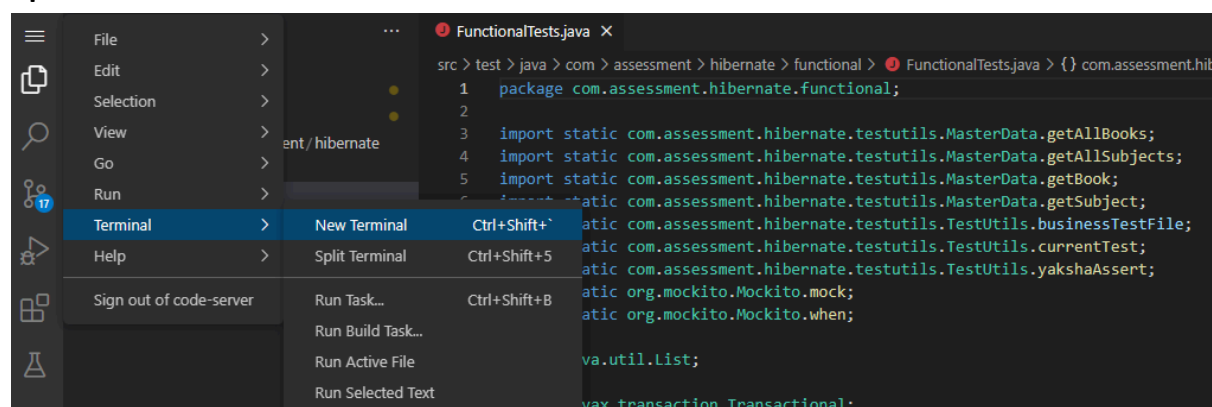 File
Edit
Selection
View
Go
Run
Terminal
Help
Sign out of code-server
17
ent/hibernate
New Terminal Ctrl+Shift+`
Split Terminal Ctrl+Shift+5
Run Task... Ctrl+Shift+B
Run Build Task...
Run Active File
Run Selected Text
J FunctionalTests.java ×
src > test > java > com > assessment > hibernate > functional > J FunctionalTests.java > {} com.assessment.hib
1 package com.assessment.hibernate.functional;
2
3 import static com.assessment.hibernate.testutils.MasterData.getAllBooks;
4 import static com.assessment.hibernate.testutils.MasterData.getAllSubjects;
5 import static com.assessment.hibernate.testutils.MasterData.getBook;
6 import static com.assessment.hibernate.testutils.MasterData.getSubject;
atic com.assessment.hibernate.testutils.TestUtils.businessTestFile;
atic com.assessment.hibernate.testutils.TestUtils.currentTest;
atic com.assessment.hibernate.testutils.TestUtils.yakshaAssert;
atic org.mockito.Mockito.mock;
atic org.mockito.Mockito.when;
va.util.List;
vax.transaction.Transactional;